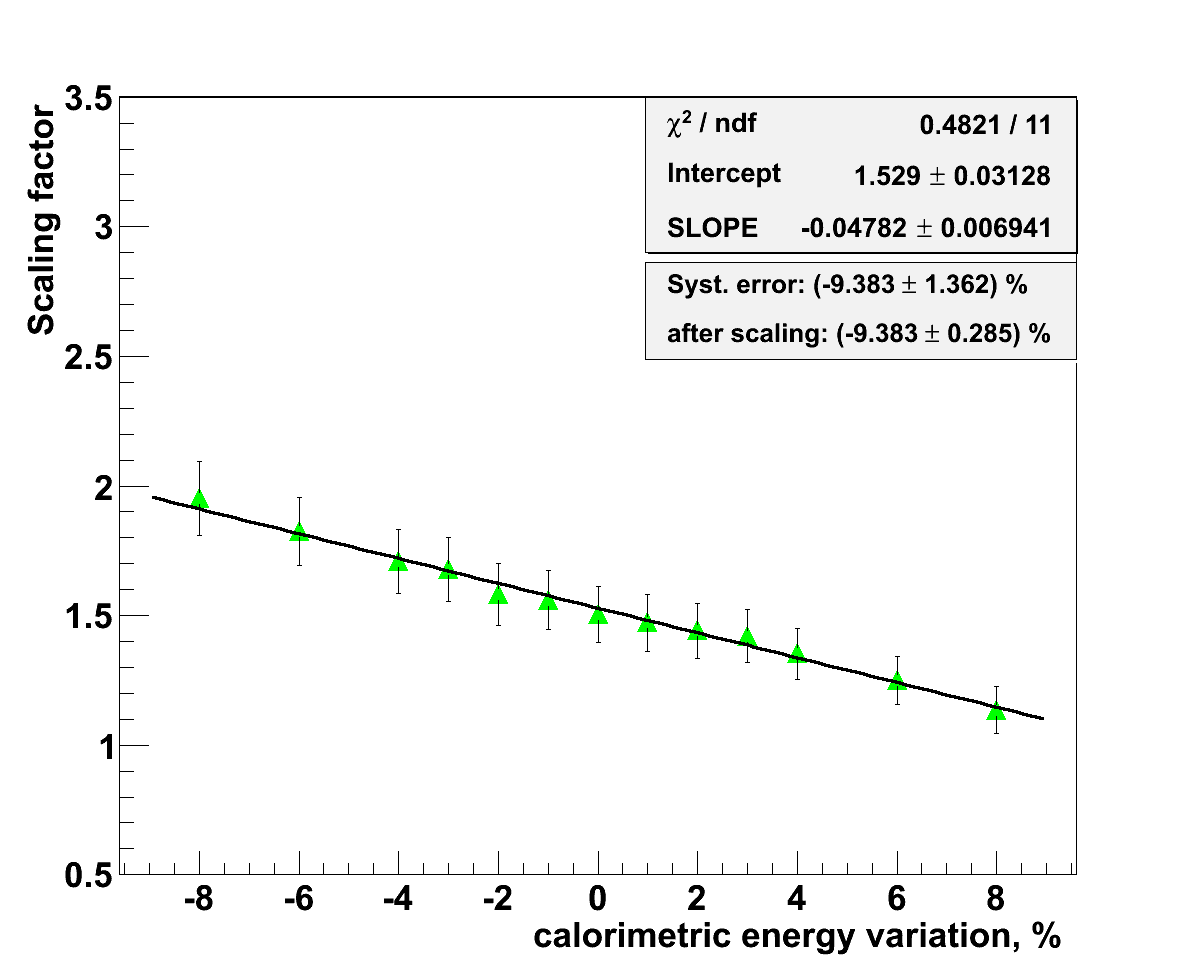 Scaling factor
3.5
3
2.5
2
1.5
1
0.5
χ² / ndf 0.4821 / 11
Intercept 1.529 ± 0.03128
SLOPE -0.04782 ± 0.006941
Syst. error: (-9.383 ± 1.362) %
after scaling: (-9.383 ± 0.285) %
-8 -6 -4 -2 0 2 4 6 8
calorimetric energy variation, %